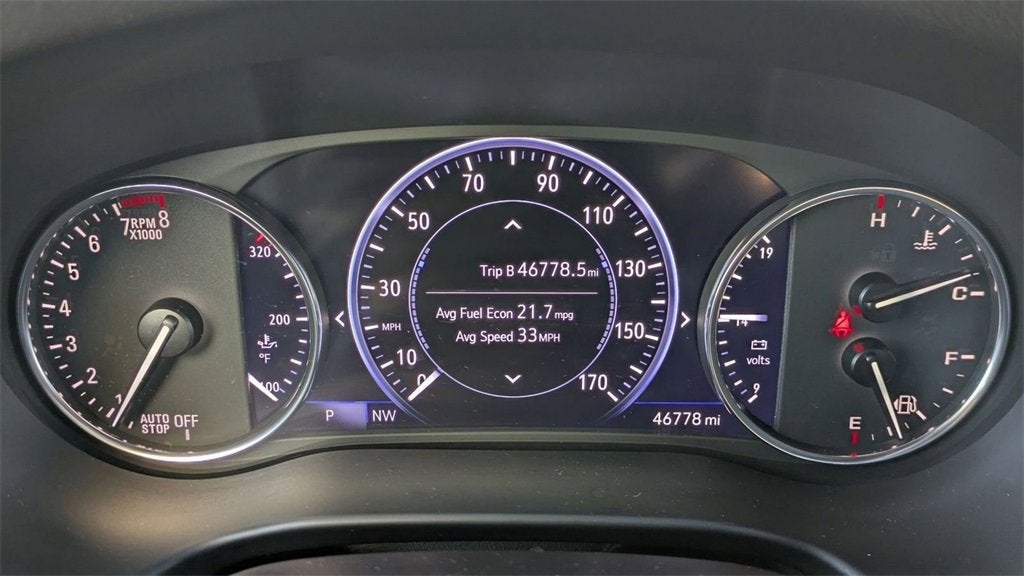 7 8
RPM
X1000
6
5
4
3
2
1
AUTO
STOP
OFF
320
200
°F
100
P
NW
70
90
50
110
30
130
MPH
150
10
0
170
Trip B 46778.5 mi
Avg Fuel Econ 21.7 mpg
Avg Speed 33 MPH
46778 mi
19
14
volts
9
H
C
F
E